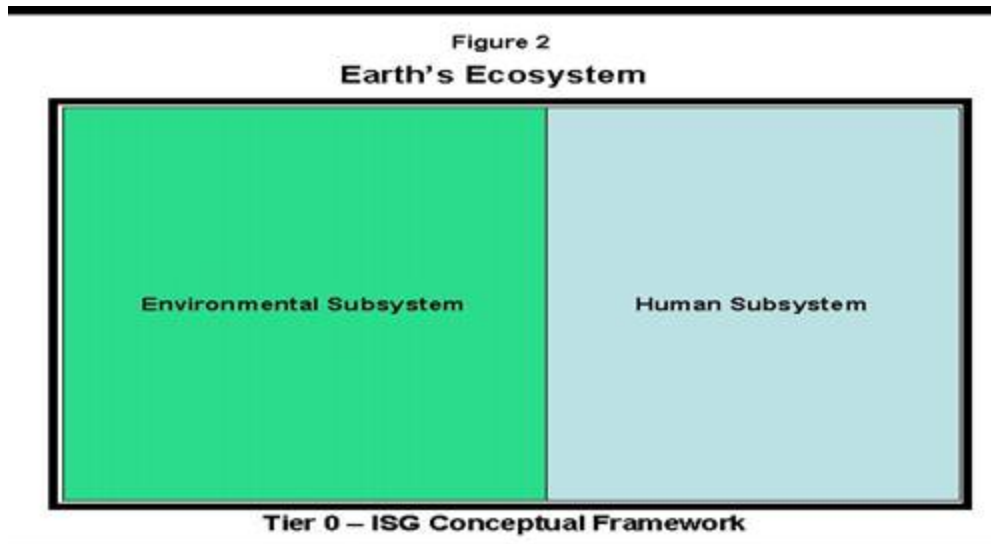 Figure 2
Earth's Ecosystem
Environmental Subsystem
Human Subsystem
Tier 0 – ISG Conceptual Framework